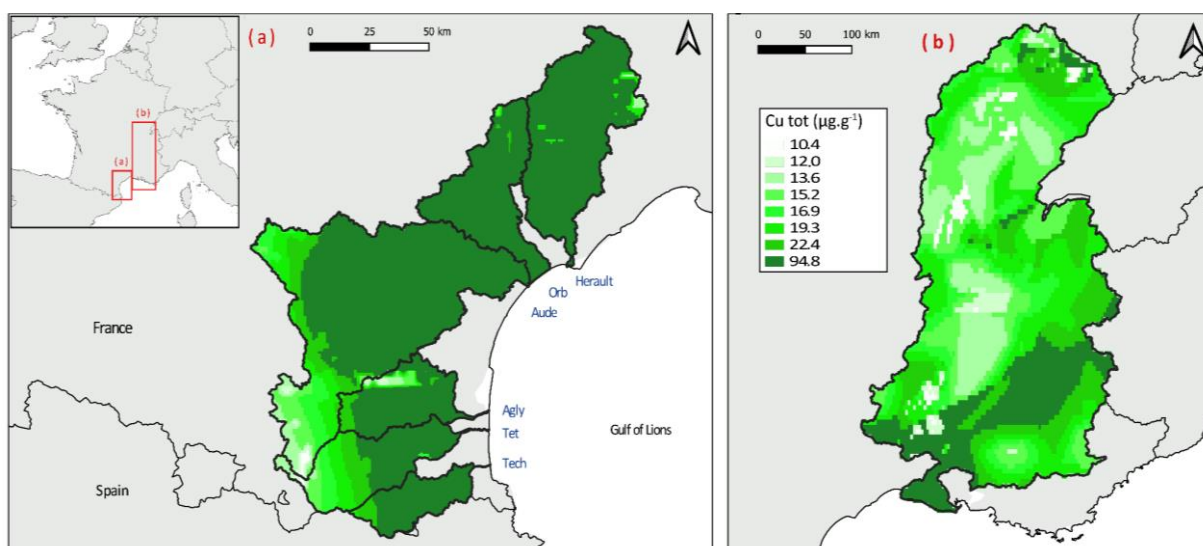 (a)
(b)
( a )
0 25 50 km
France
Spain
Herault
Orb
Aude
Agly
Tet
Tech
Gulf of Lions
0 50 100 km
( b )
Cu tot (µg.g⁻¹)
10.4
12.0
13.6
15.2
16.9
19.3
22.4
94.8